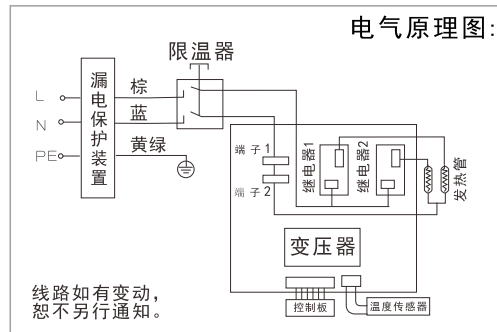 电气原理图:
限温器
L
N
PE
漏电保护装置
棕
蓝
黄绿
端子1
端子2
继电器1
继电器2
发热管
变压器
控制板
温度传感器
线路如有变动，
恕不另行通知。